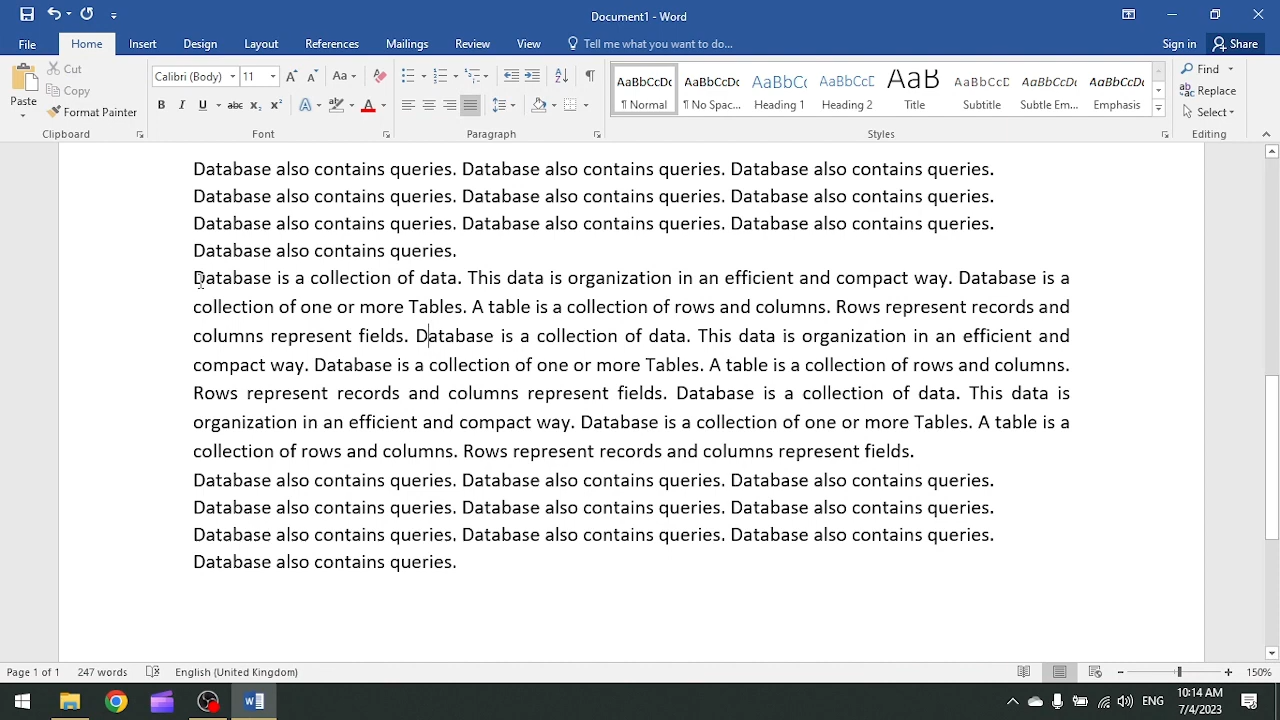 Document1 - Word
File Home Insert Design Layout References Mailings Review View Tell me what you want to do... Sign in Share
Paste Cut Copy Format Painter Clipboard
Calibri (Body) 11 Aa B I U abc x₂ x² A A Font
Paragraph
AaBbCcDc ¶ Normal
AaBbCcDc ¶ No Spac...
AaBbCc Heading 1
AaBbCcC Heading 2
AaB Title
AaBbCcD Subtitle
AaBbCcDc Subtle Em...
AaBbCcDc Emphasis
Styles
Find Replace Select Editing
Database also contains queries. Database also contains queries. Database also contains queries.
Database also contains queries. Database also contains queries. Database also contains queries.
Database also contains queries. Database also contains queries. Database also contains queries.
Database also contains queries.
Database is a collection of data. This data is organization in an efficient and compact way. Database is a
collection of one or more Tables. A table is a collection of rows and columns. Rows represent records and
columns represent fields. Database is a collection of data. This data is organization in an efficient and
compact way. Database is a collection of one or more Tables. A table is a collection of rows and columns.
Rows represent records and columns represent fields. Database is a collection of data. This data is
organization in an efficient and compact way. Database is a collection of one or more Tables. A table is a
collection of rows and columns. Rows represent records and columns represent fields.
Database also contains queries. Database also contains queries. Database also contains queries.
Database also contains queries. Database also contains queries. Database also contains queries.
Database also contains queries. Database also contains queries. Database also contains queries.
Database also contains queries.
Page 1 of 1 247 words English (United Kingdom) 150%
ENG 10:14 AM
7/4/2023